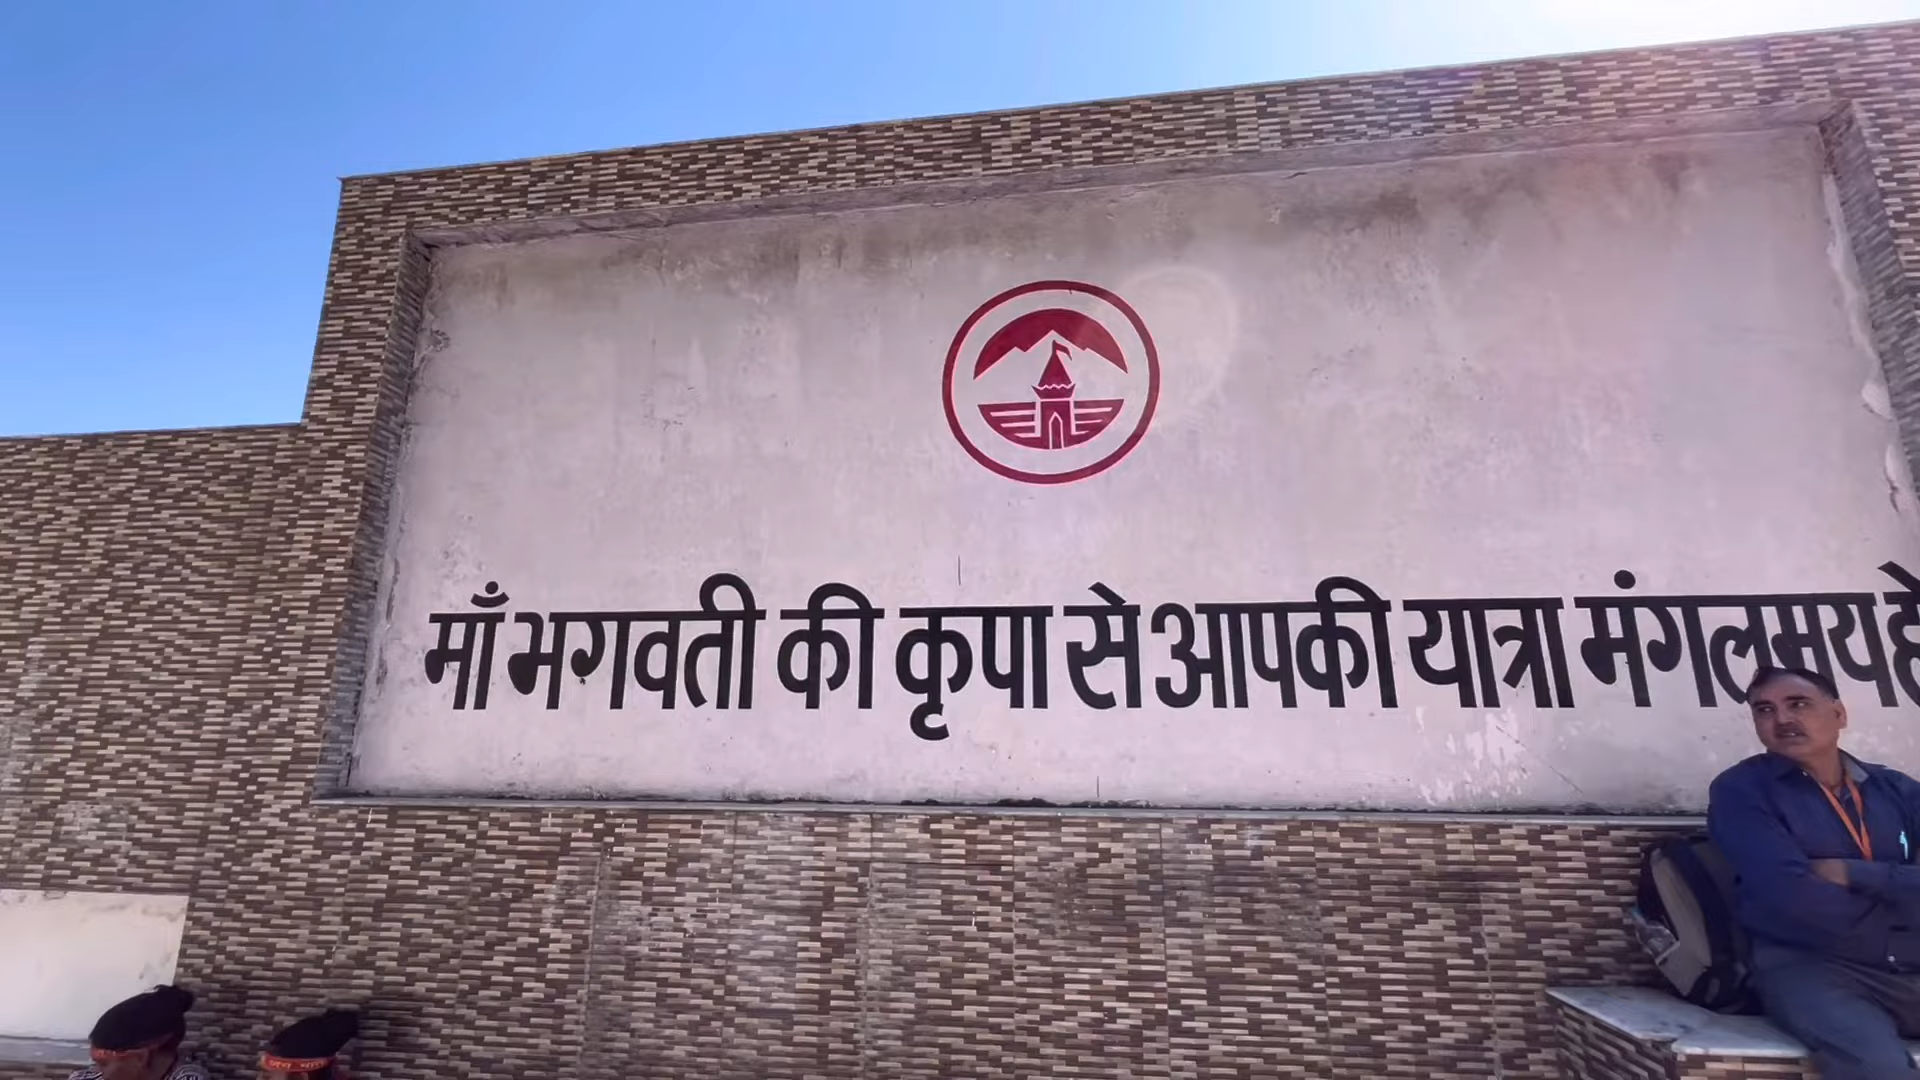 माँ भगवती की कृपा से आपकी यात्रा मंगलमय हो